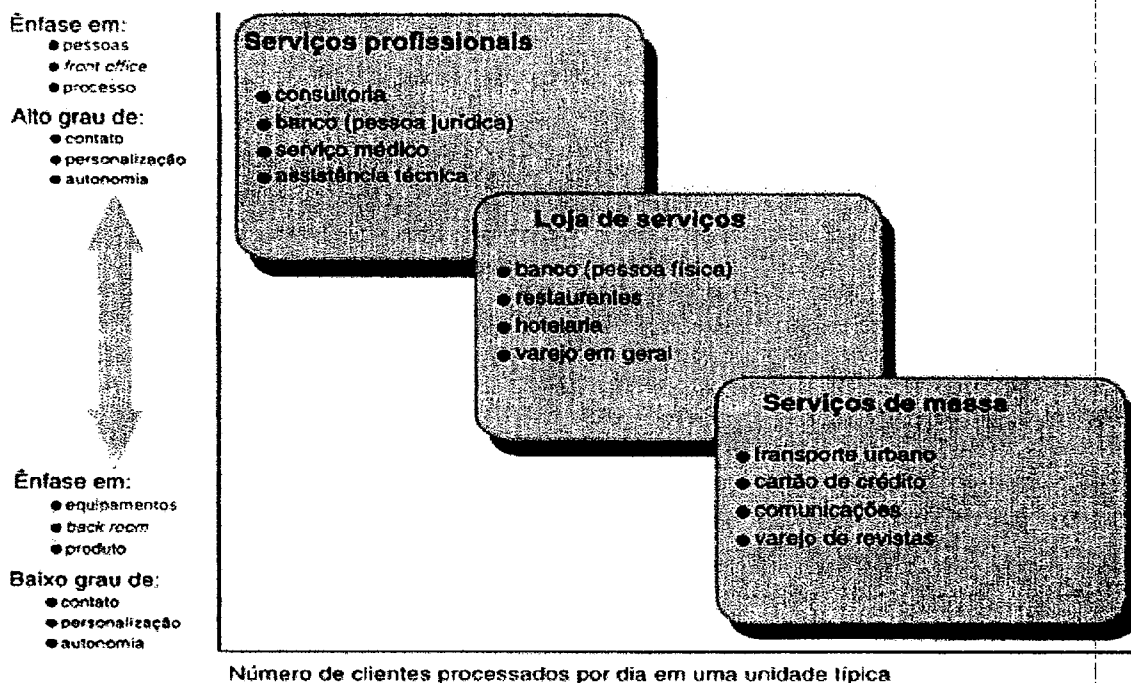 Ênfase em:
● pessoas
● front office
● processo
Alto grau de:
● contato
● personalização
● autonomia
Ênfase em:
● equipamentos
● back room
● produto
Baixo grau de:
● contato
● personalização
● autonomia
Serviços profissionais
● consultoria
● banco (pessoa jurídica)
● serviço médico
● assistência técnica
Loja de serviços
● banco (pessoa física)
● restaurantes
● hotelaria
● varejo em geral
Serviços de massa
● transporte urbano
● cartão de crédito
● comunicações
● varejo de revistas
Número de clientes processados por dia em uma unidade típica